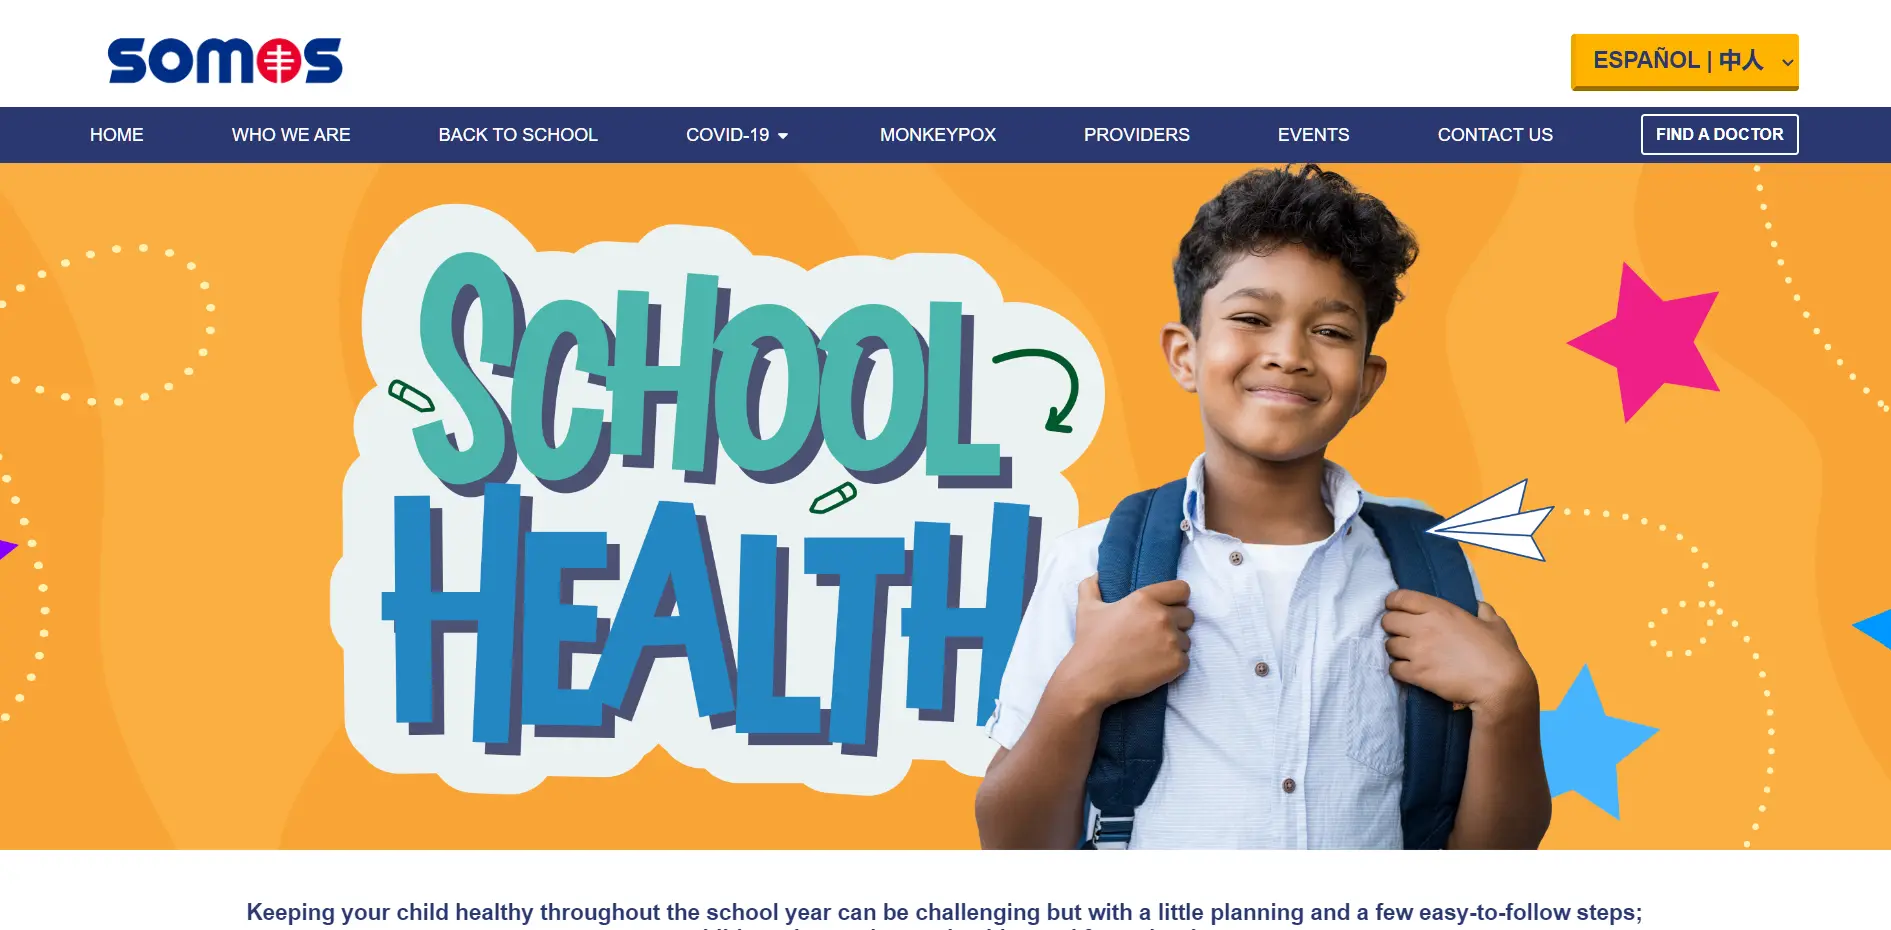 SOMOS
ESPAÑOL | 中人
HOME WHO WE ARE BACK TO SCHOOL COVID-19 MONKEYPOX PROVIDERS EVENTS CONTACT US FIND A DOCTOR
SCHOOL
HEALTH
Keeping your child healthy throughout the school year can be challenging but with a little planning and a few easy-to-follow steps;